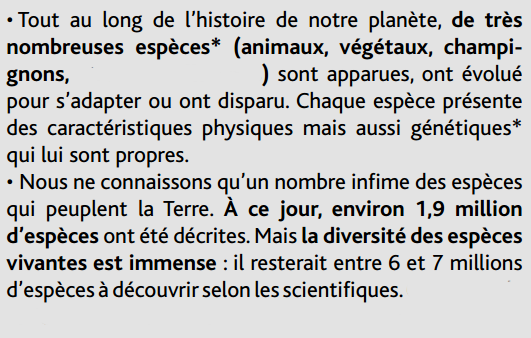 • Tout au long de l'histoire de notre planète, de très
nombreuses espèces* (animaux, végétaux, champi-
gnons, ) sont apparues, ont évolué
pour s'adapter ou ont disparu. Chaque espèce présente
des caractéristiques physiques mais aussi génétiques*
qui lui sont propres.
• Nous ne connaissons qu'un nombre infime des espèces
qui peuplent la Terre. À ce jour, environ 1,9 million
d'espèces ont été décrites. Mais la diversité des espèces
vivantes est immense : il resterait entre 6 et 7 millions
d'espèces à découvrir selon les scientifiques.